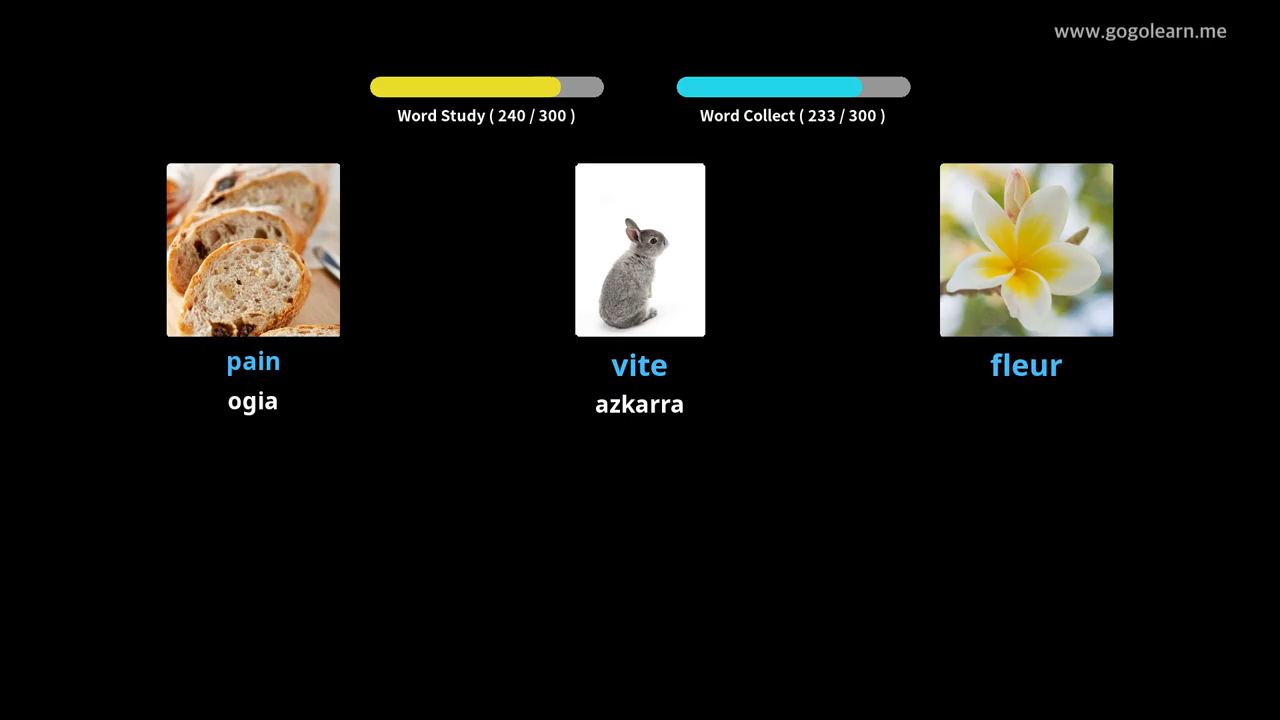 www.gogolearn.me
Word Study ( 240 / 300 )
Word Collect ( 233 / 300 )
pain
ogia
vite
azkarra
fleur